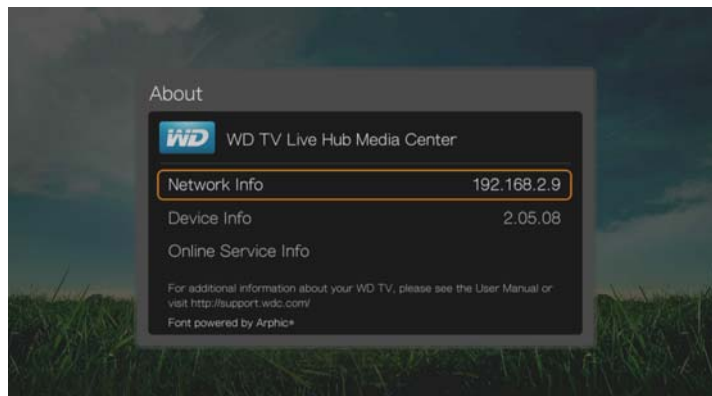 About
WD WD TV Live Hub Media Center
Network Info 192.168.2.9
Device Info 2.05.08
Online Service Info
For additional information about your WD TV, please see the User Manual or
visit http://support.wdc.com/
Font powered by Arphic®